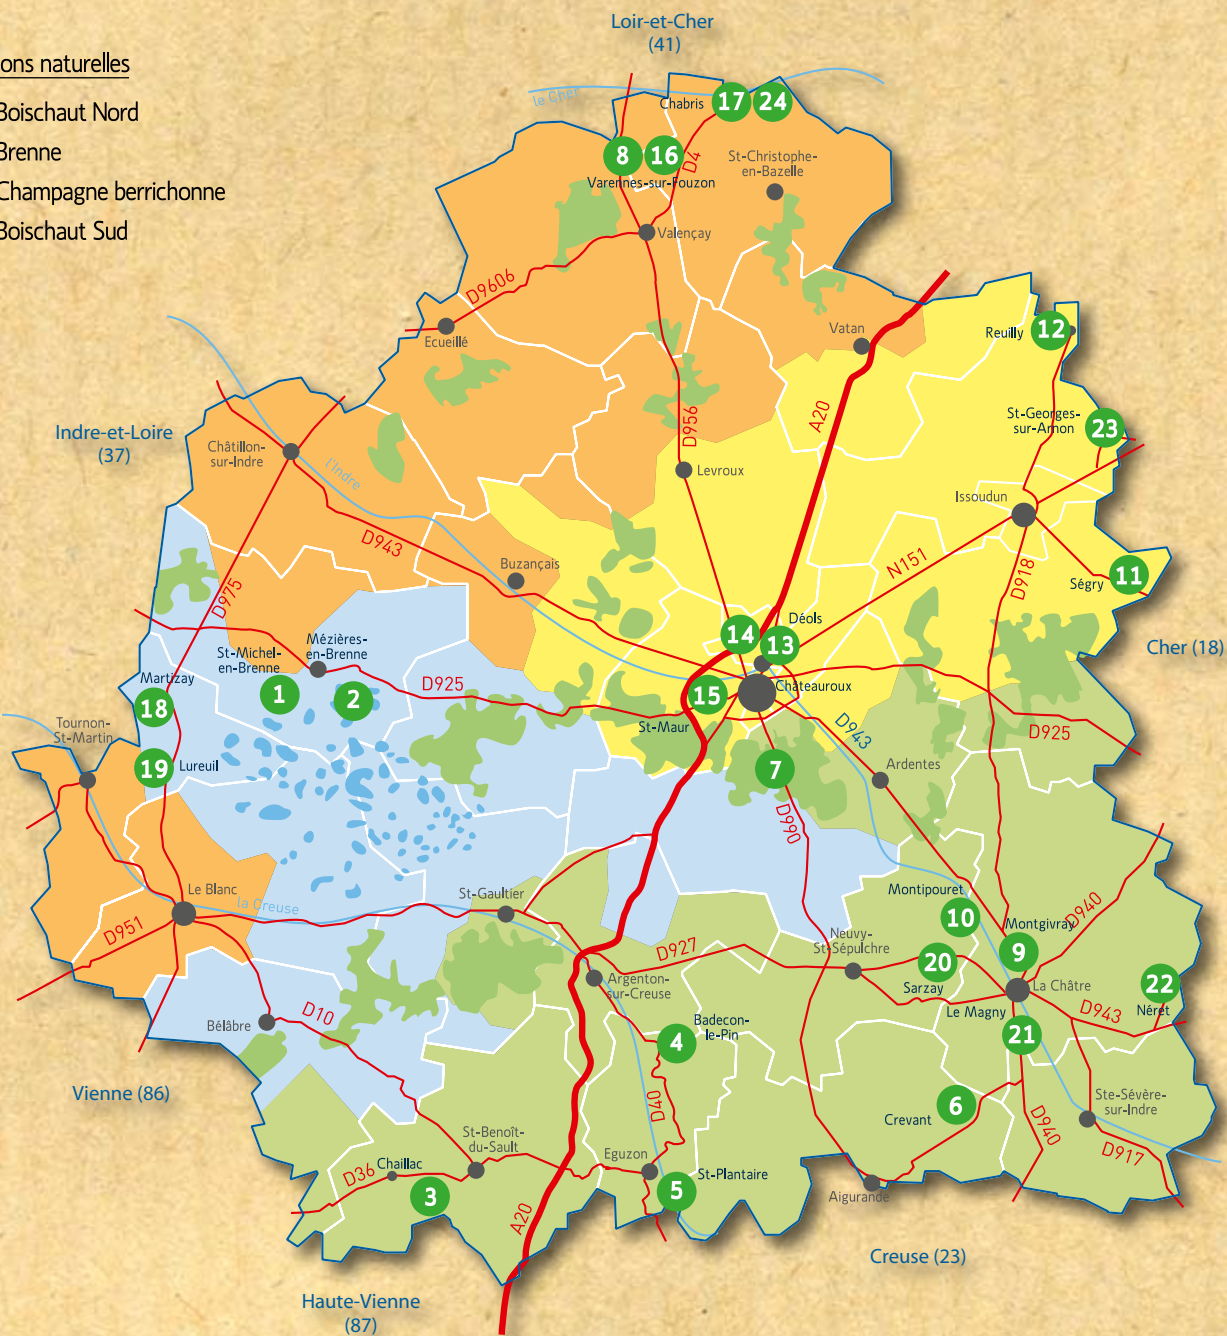 Loir-et-Cher
(41)
ons naturelles
Boischaut Nord
Brenne
Champagne berrichonne
Boischaut Sud
le Cher
Chabris
17
24
8
16
D4
St-Christophe-
en-Bazelle
Varennes-sur-Fouzon
Valençay
D9606
Ecueillé
Vatan
Reuilly
12
A20
D956
Indre-et-Loire
(37)
Châtillon-
sur-Indre
l'Indre
St-Georges-
sur-Arnon
23
Levroux
Issoudun
D943
Buzançais
N151
D918
Ségry
11
D975
Déols
14
13
Cher (18)
St-Michel-
en-Brenne
Mézières-
en-Brenne
Martizay
1
2
D925
15
Châteauroux
18
Tournon-
St-Martin
St-Maur
D943
D925
19
Lureuil
7
Ardentes
D990
Le Blanc
la Creuse
St-Gaultier
Montipouret
10
D940
D951
Montgivray
9
D927
Neuvy-
St-Sépulchre
20
Sarzay
Argenton-
sur-Creuse
La Châtre
22
Néret
Le Magny
D943
D10
Bélâbre
Badecon-
le-Pin
4
21
Vienne (86)
D40
6
Crevant
Ste-Sévère-
sur-Indre
D940
D917
St-Benoît-
du-Sault
Chaillac
D36
3
Eguzon
St-Plantaire
5
Aigurande
A20
Creuse (23)
Haute-Vienne
(87)